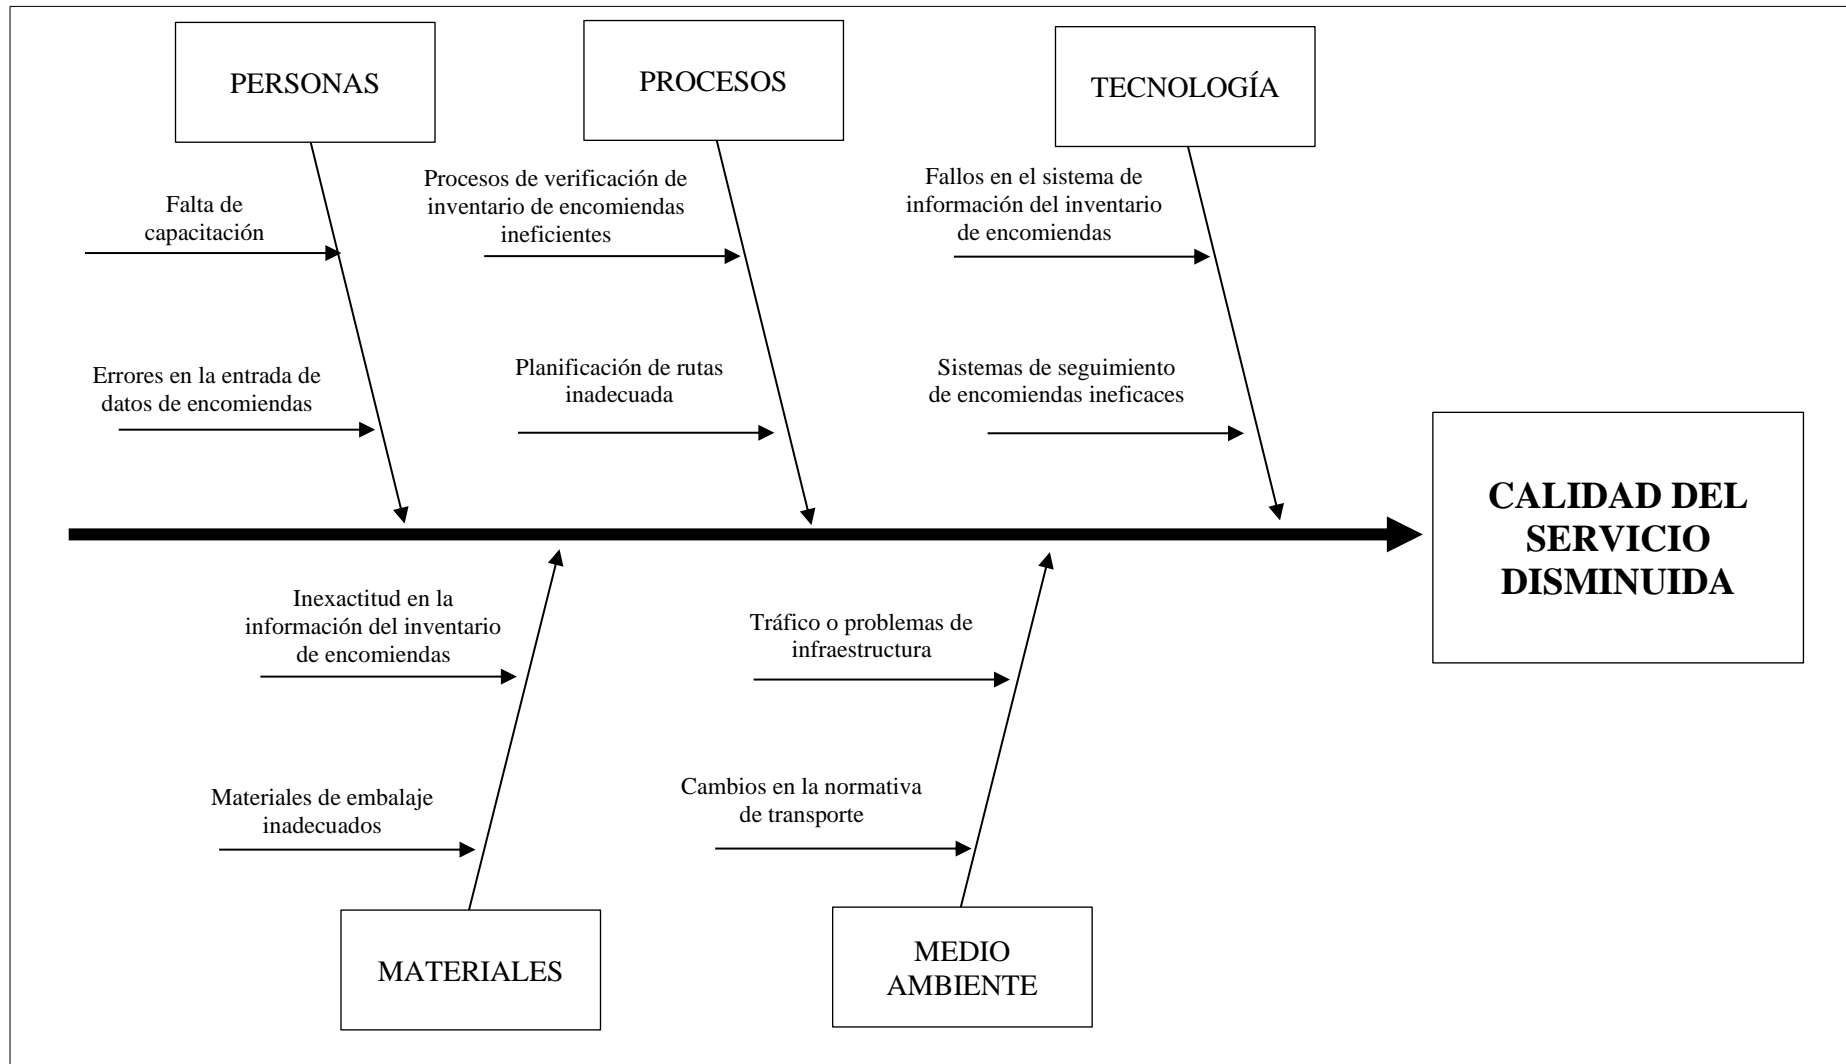 PERSONAS
PROCESOS
TECNOLOGÍA
Falta de
capacitación
Procesos de verificación de
inventario de encomiendas
ineficientes
Fallos en el sistema de
información del inventario
de encomiendas
Errores en la entrada de
datos de encomiendas
Planificación de rutas
inadecuada
Sistemas de seguimiento
de encomiendas ineficaces
CALIDAD DEL
SERVICIO
DISMINUIDA
Inexactitud en la
información del inventario
de encomiendas
Tráfico o problemas de
infraestructura
Materiales de embalaje
inadecuados
Cambios en la normativa
de transporte
MATERIALES
MEDIO
AMBIENTE